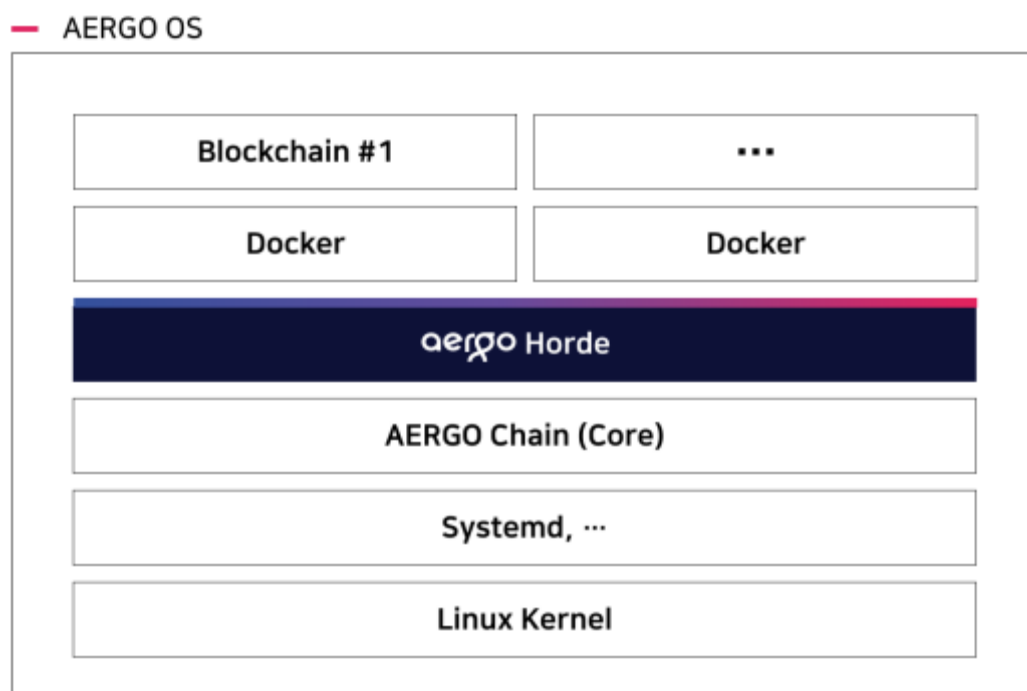 AERGO OS
Blockchain #1
...
Docker
Docker
aergo Horde
AERGO Chain (Core)
Systemd, ...
Linux Kernel